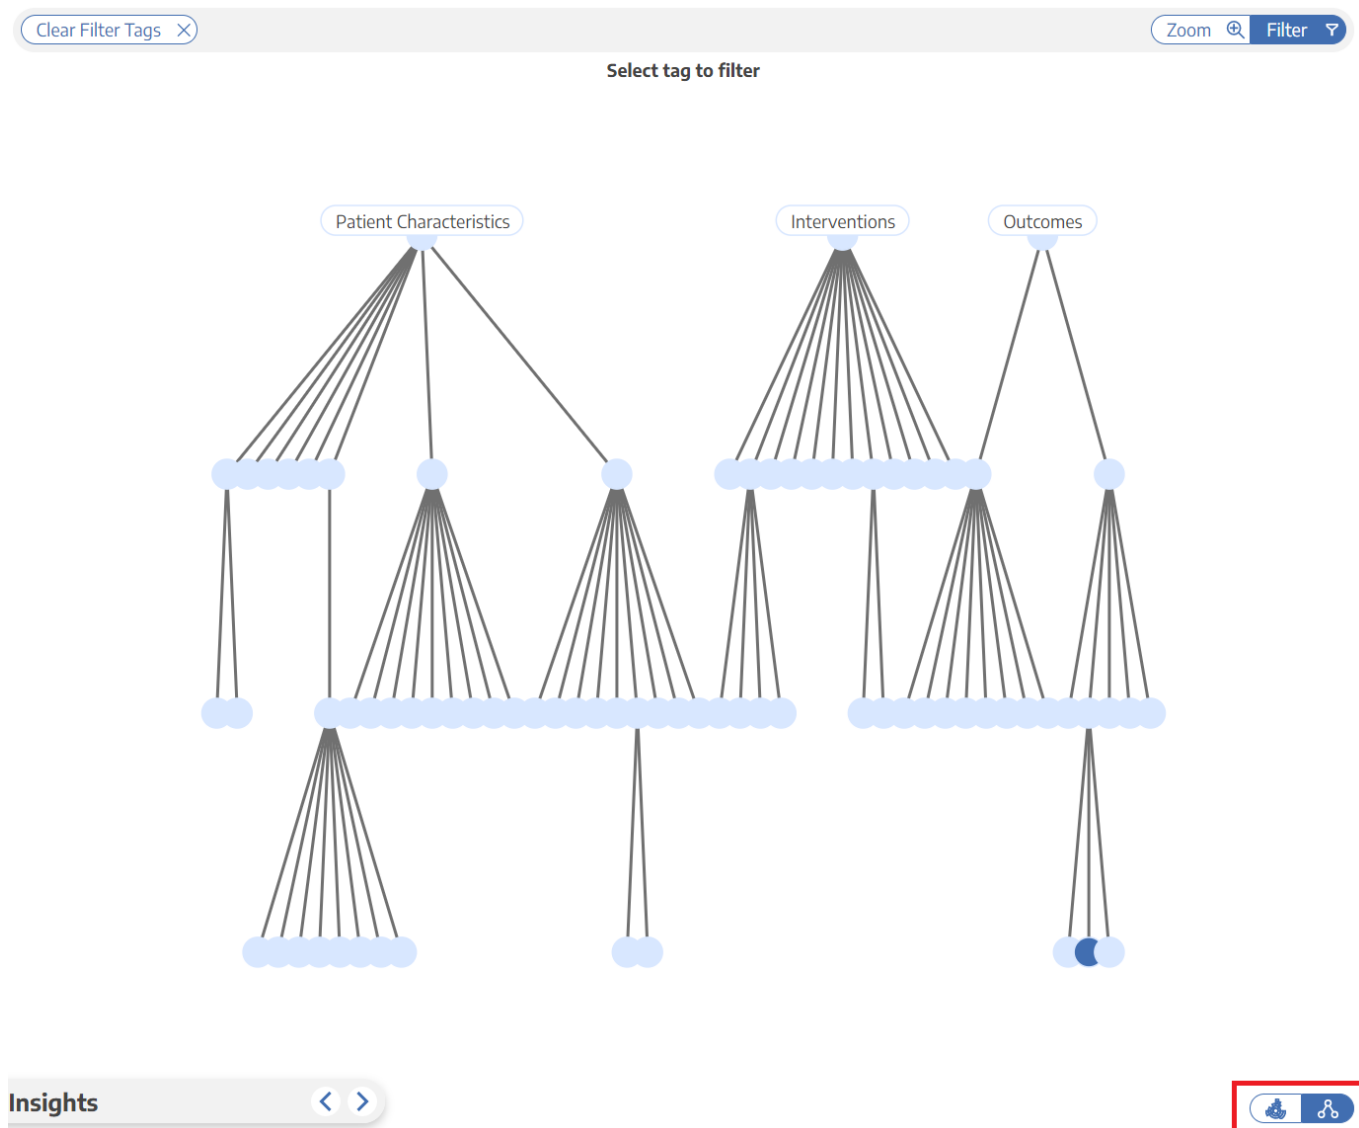 Clear Filter Tags
Zoom
Filter
Select tag to filter
Patient Characteristics
Interventions
Outcomes
Insights